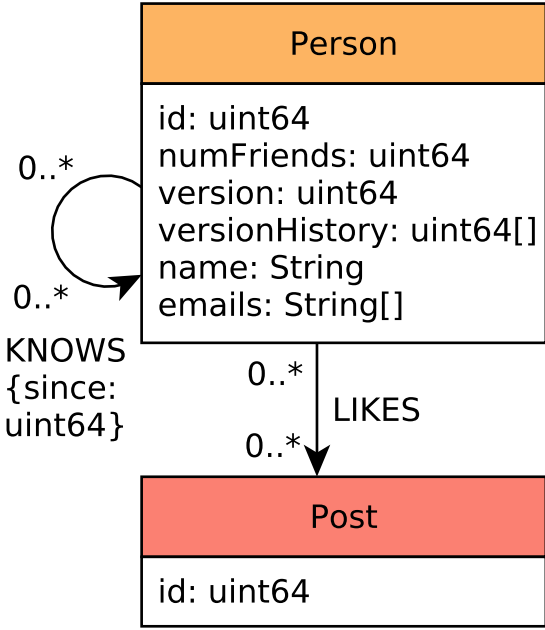 Person
id: uint64
numFriends: uint64
version: uint64
versionHistory: uint64[]
name: String
emails: String[]
0..*
0..*
KNOWS
{since:
uint64}
0..*
LIKES
0..*
Post
id: uint64